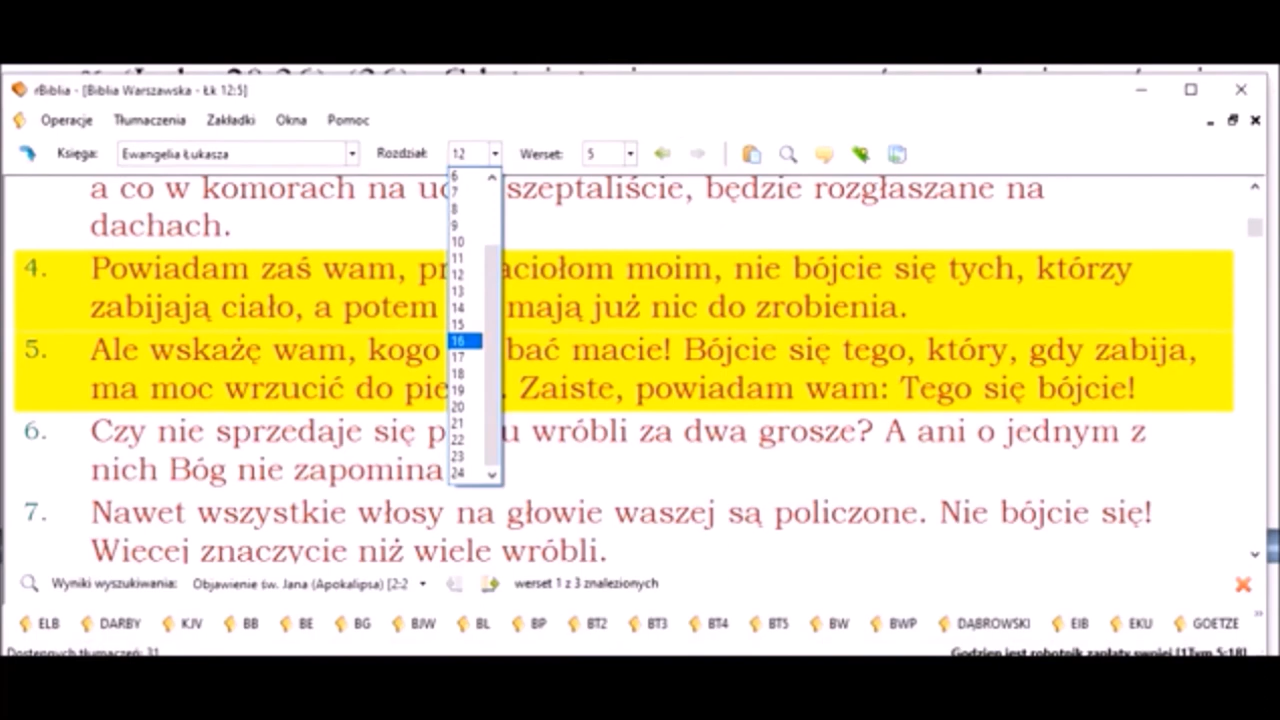 rBiblia - [Biblia Warszawska - Łk 12:5]
Operacje Tłumaczenia Zakładki Okna Pomoc
Księga: Ewangelia Łukasza Rozdział: 12 Werset: 5
a co w komorach na szeptaliście, będzie rozgłaszane na
dachach.
4. Powiadam zaś wam, moim, nie bójcie się tych, którzy
zabijają ciało, a potem mają już nic do zrobienia.
5. Ale wskażę wam, kogo bać macie! Bójcie się tego, który, gdy zabija,
ma moc wrzucić do Zaiste, powiadam wam: Tego się bójcie!
6. Czy nie sprzedaje się wróbli za dwa grosze? A ani o jednym z
nich Bóg nie zapomina
7. Nawet wszystkie włosy na głowie waszej są policzone. Nie bójcie się!
Więcej znaczycie niż wiele wróbli.
6
7
8
9
10
11
12
13
14
15
16
17
18
19
20
21
22
23
24
Wyniki wyszukiwania: Objawienie św. Jana (Apokalipsa) [2:2 werset 1 z 3 znalezionych
ELB DARBY KJV BB BE BG BJW BL BP BT2 BT3 BT4 BT5 BW BWP DĄBROWSKI EIB EKU GOETZE
Dostępnych tłumaczeń: 31 Godzien jest robotnik zapłaty swojej [1Tym 5:18]